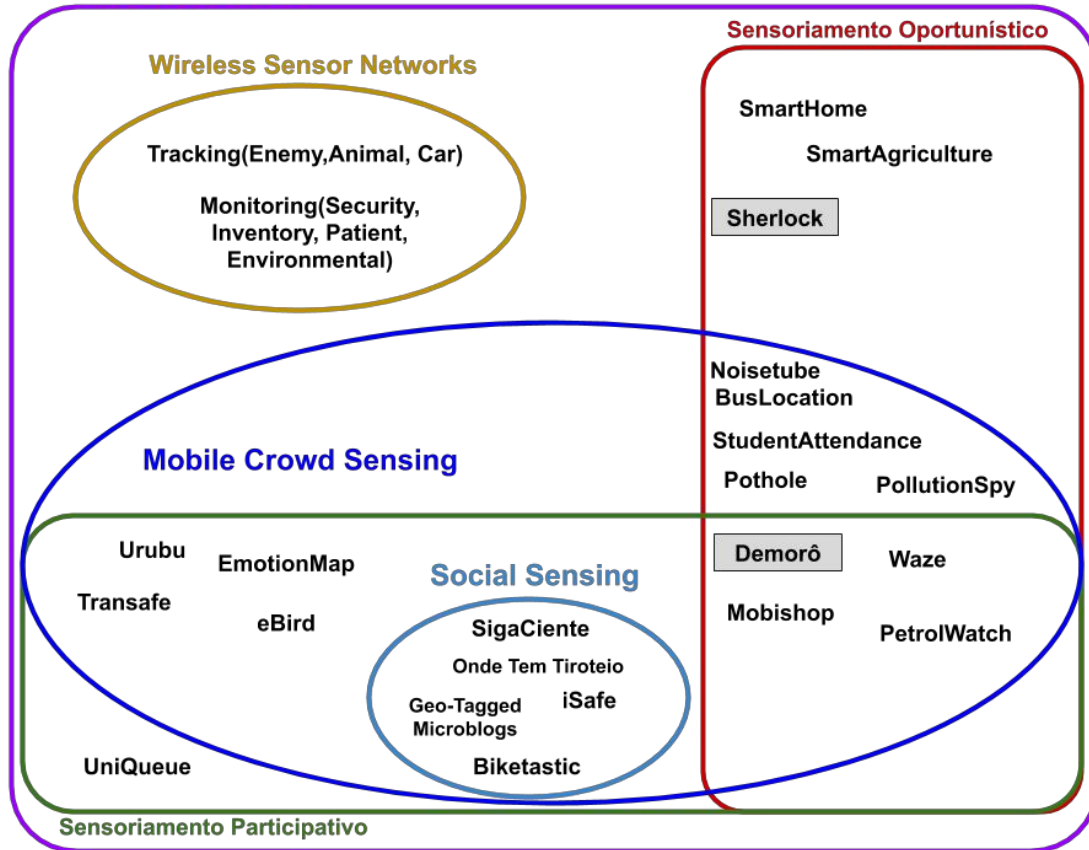 Sensoriamento Oportunístico
Wireless Sensor Networks
Tracking(Enemy,Animal, Car)
Monitoring(Security,
Inventory, Patient,
Environmental)
SmartHome
SmartAgriculture
Sherlock
Noisetube
BusLocation
StudentAttendance
Pothole
PollutionSpy
Mobile Crowd Sensing
Urubu
EmotionMap
Transafe
eBird
Social Sensing
SigaCiente
Onde Tem Tiroteio
Geo-Tagged
Microblogs
iSafe
Biketastic
Demorô
Waze
Mobishop
PetrolWatch
UniQueue
Sensoriamento Participativo